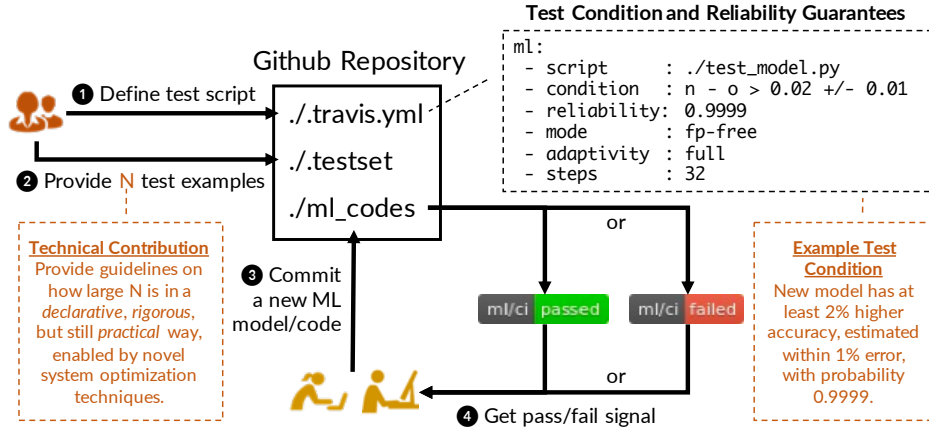 Test Condition and Reliability Guarantees
ml:
- script : ./test_model.py
- condition : n - o > 0.02 +/- 0.01
- reliability: 0.9999
- mode : fp-free
- adaptivity : full
- steps : 32
Github Repository
./.travis.yml
./.testset
./ml_codes
1 Define test script
2 Provide N test examples
Technical Contribution
Provide guidelines on
how large N is in a
declarative, rigorous,
but still practical way,
enabled by novel
system optimization
techniques.
3 Commit
a new ML
model/code
or
ml/ci passed
ml/ci failed
or
4 Get pass/fail signal
Example Test
Condition
New model has at
least 2% higher
accuracy, estimated
within 1% error,
with probability
0.9999.